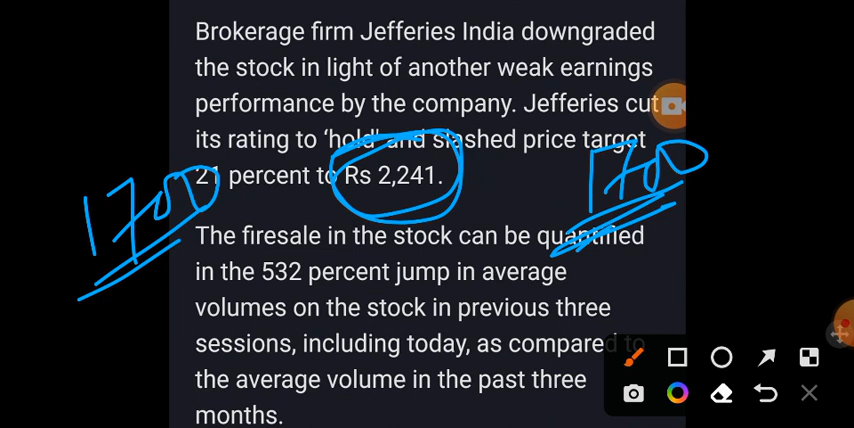 Brokerage firm Jefferies India downgraded
the stock in light of another weak earnings
performance by the company. Jefferies cut
its rating to ‘hold’ and slashed price target
21 percent to Rs 2,241.
1700
1700
The firesale in the stock can be quantified
in the 532 percent jump in average
volumes on the stock in previous three
sessions, including today, as compared to
the average volume in the past three
months.